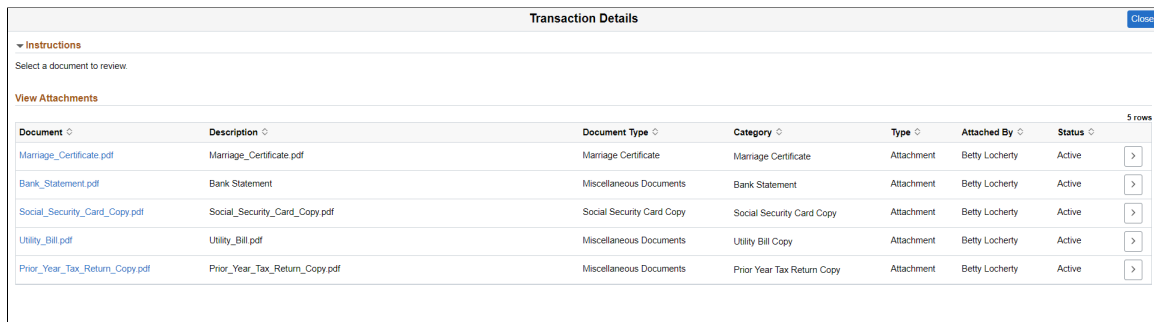 Transaction Details
Close
Instructions
Select a document to review.
View Attachments
5 rows
Document Description Document Type Category Type Attached By Status
Marriage_Certificate.pdf Marriage_Certificate.pdf Marriage Certificate Marriage Certificate Attachment Betty Locherty Active
Bank_Statement.pdf Bank Statement Miscellaneous Documents Bank Statement Attachment Betty Locherty Active
Social_Security_Card_Copy.pdf Social_Security_Card_Copy.pdf Social Security Card Copy Social Security Card Copy Attachment Betty Locherty Active
Utility_Bill.pdf Utility_Bill.pdf Miscellaneous Documents Utility Bill Copy Attachment Betty Locherty Active
Prior_Year_Tax_Return_Copy.pdf Prior_Year_Tax_Return_Copy.pdf Miscellaneous Documents Prior Year Tax Return Copy Attachment Betty Locherty Active